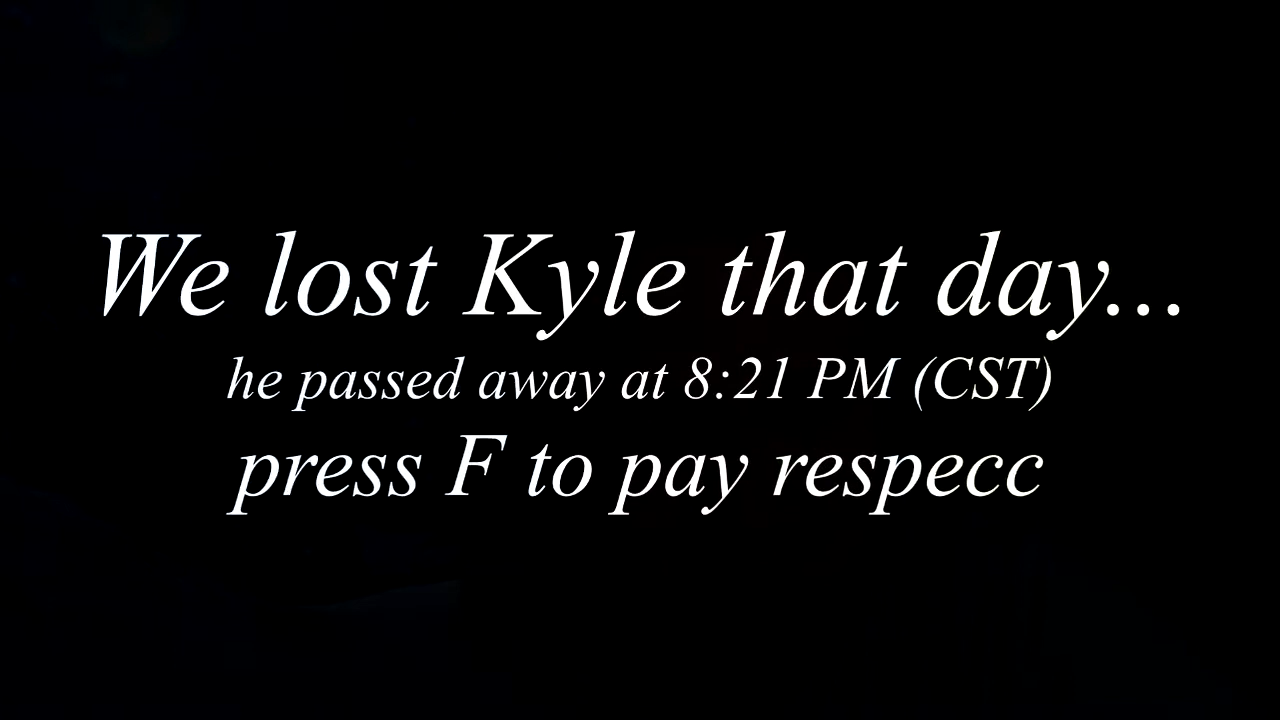 We lost Kyle that day...
he passed away at 8:21 PM (CST)
press F to pay respecc